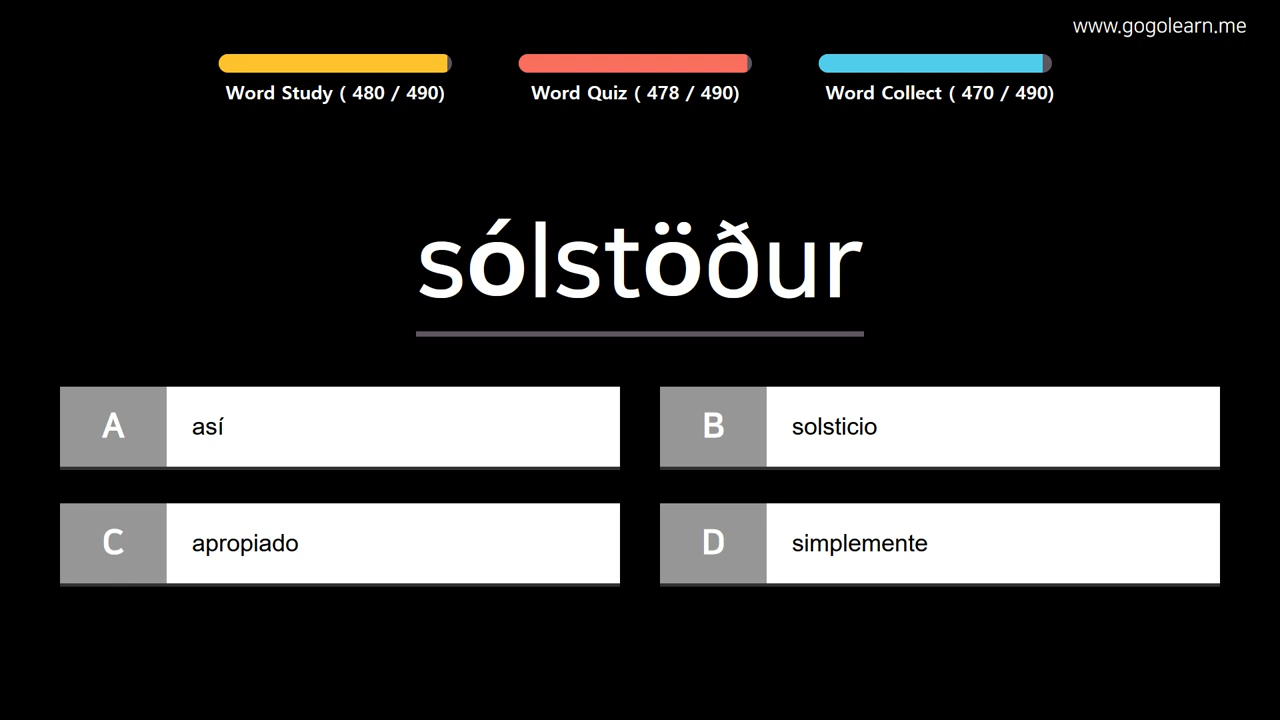 www.gogolearn.me
Word Study ( 480 / 490)
Word Quiz ( 478 / 490)
Word Collect ( 470 / 490)
sólstöður
A así
B solsticio
C apropiado
D simplemente